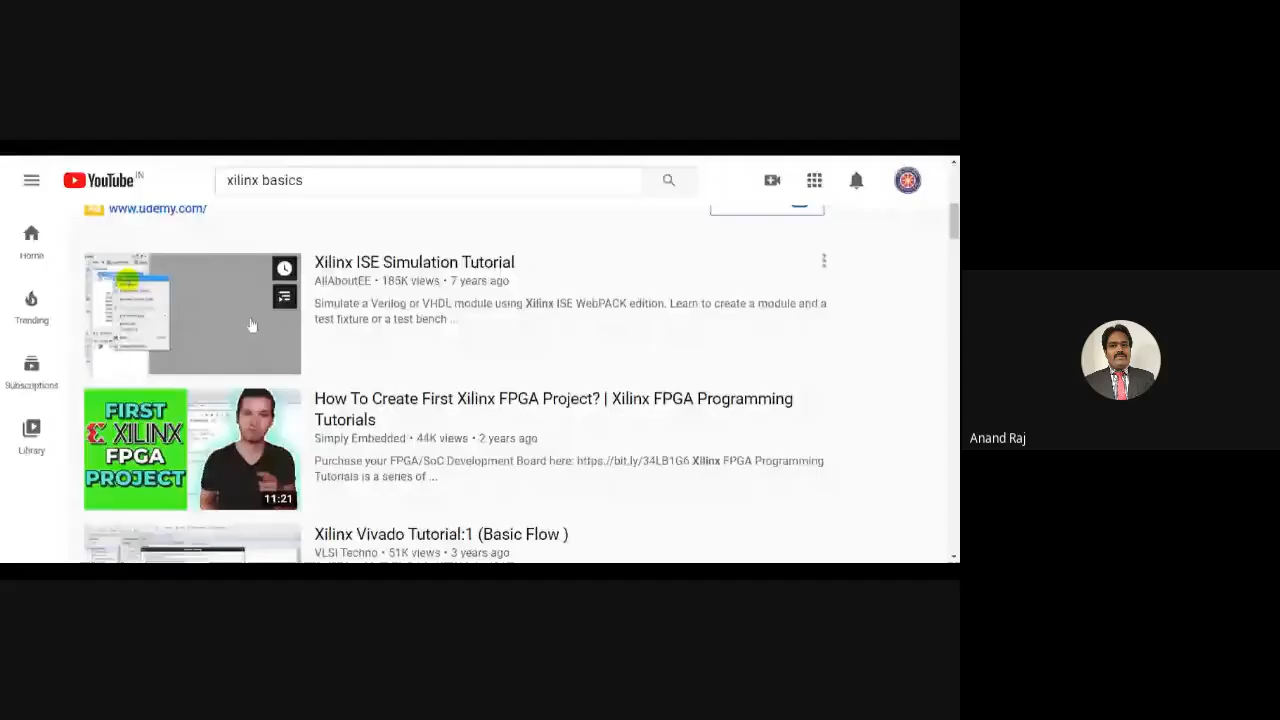 YouTube IN
xilinx basics
www.udemy.com/
Home
Trending
Subscriptions
Library
Xilinx ISE Simulation Tutorial
AllAboutEE • 185K views • 7 years ago
Simulate a Verilog or VHDL module using Xilinx ISE WebPACK edition. Learn to create a module and a
test fixture or a test bench ...
FIRST
XILINX
FPGA
PROJECT
11:21
How To Create First Xilinx FPGA Project? | Xilinx FPGA Programming
Tutorials
Simply Embedded • 44K views • 2 years ago
Purchase your FPGA/SoC Development Board here: https://bit.ly/34LB1G6 Xilinx FPGA Programming
Tutorials is a series of ...
Xilinx Vivado Tutorial:1 (Basic Flow )
VLSI Techno • 51K views • 3 years ago
Anand Raj